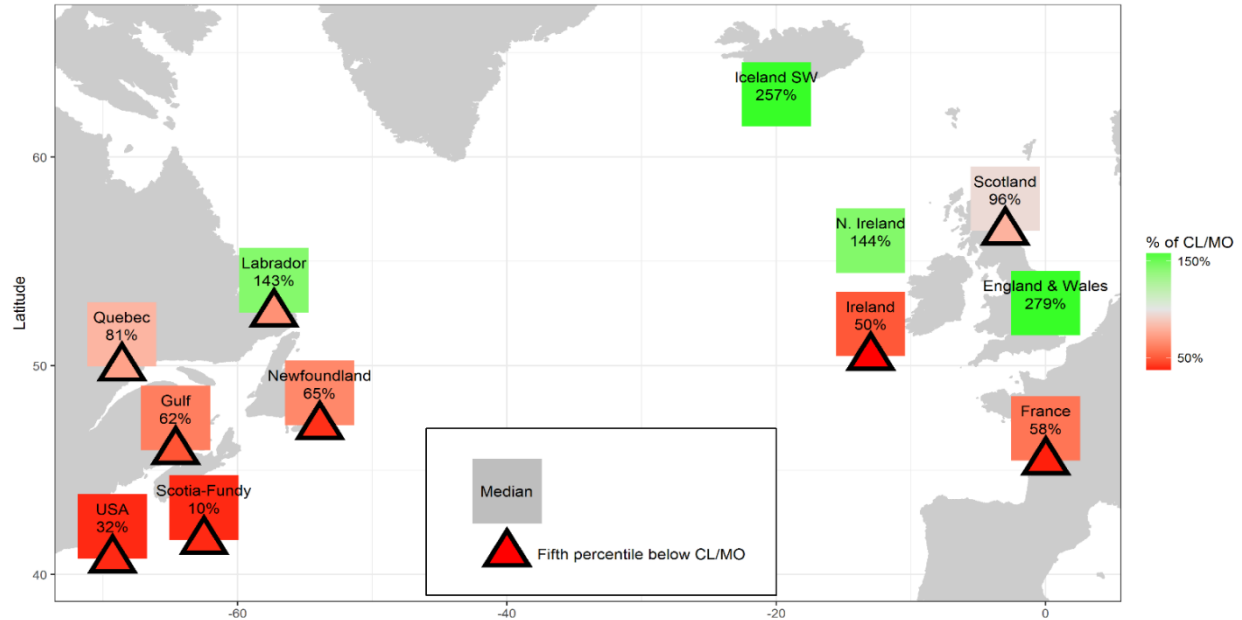 Iceland SW
257%
60
Scotland
96%
N. Ireland
144%
% of CL/MO
150%
50%
Labrador
143%
England & Wales
279%
Latitude
Quebec
81%
Ireland
50%
50
Newfoundland
65%
Gulf
62%
France
58%
Scotia-Fundy
10%
USA
32%
Median
Fifth percentile below CL/MO
40
-60
-40
-20
0